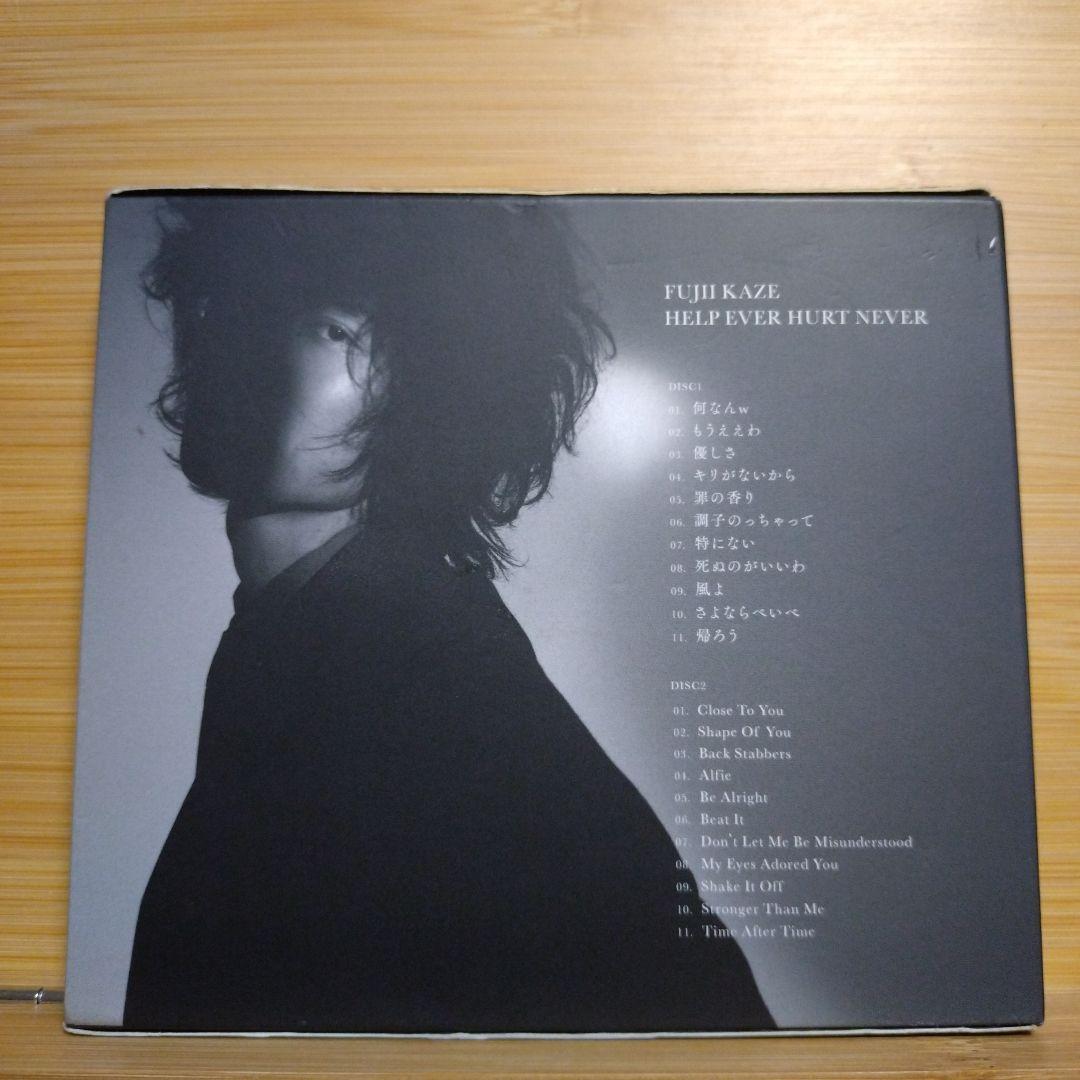 FUJII KAZE
HELP EVER HURT NEVER
DISC1
01. 何なんw
02. もうええわ
03. 優しさ
04. キリがないから
05. 罪の香り
06. 調子のっちゃって
07. 特にない
08. 死ぬのがいいわ
09. 風よ
10. さよならべいべ
11. 帰ろう
DISC2
01. Close To You
02. Shape Of You
03. Back Stabbers
04. Alfie
05. Be Alright
06. Beat It
07. Don't Let Me Be Misunderstood
08. My Eyes Adored You
09. Shake It Off
10. Stronger Than Me
11. Time After Time